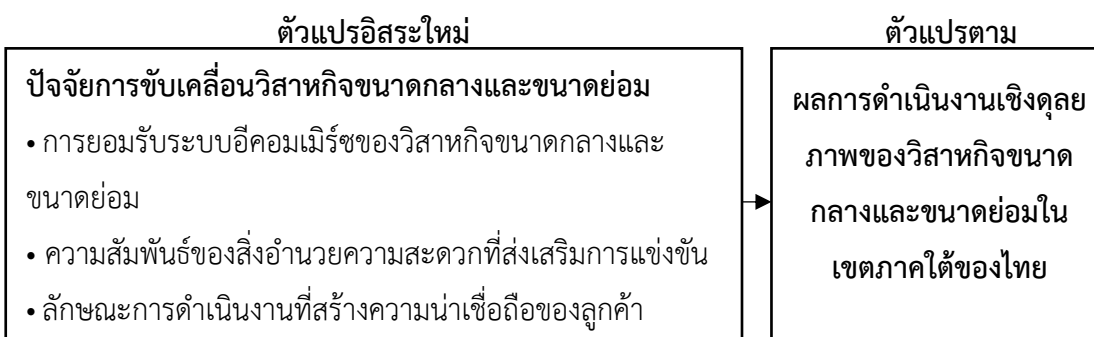 ตัวแปรอิสระใหม่
ปัจจัยการขับเคลื่อนวิสาหกิจขนาดกลางและขนาดย่อม
• การยอมรับระบบอีคอมเมิร์ซของวิสาหกิจขนาดกลางและ
ขนาดย่อม
• ความสัมพันธ์ของสิ่งอำนวยความสะดวกที่ส่งเสริมการแข่งขัน
• ลักษณะการดำเนินงานที่สร้างความน่าเชื่อถือของลูกค้า
ตัวแปรตาม
ผลการดำเนินงานเชิงดุลย
ภาพของวิสาหกิจขนาด
กลางและขนาดย่อมใน
เขตภาคใต้ของไทย